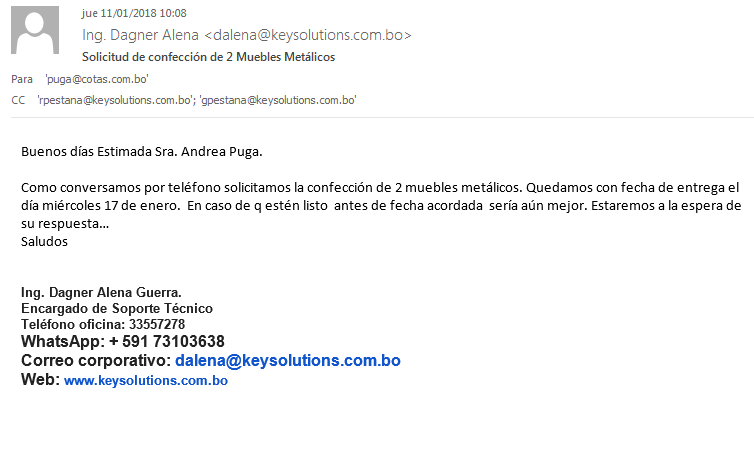 jue 11/01/2018 10:08
Ing. Dagner Alena <dalena@keysolutions.com.bo>
Solicitud de confección de 2 Muebles Metálicos
Para 'puga@cotas.com.bo'
CC 'rpestana@keysolutions.com.bo'; 'gpestana@keysolutions.com.bo'
Buenos días Estimada Sra. Andrea Puga.
Como conversamos por teléfono solicitamos la confección de 2 muebles metálicos. Quedamos con fecha de entrega el
día miércoles 17 de enero. En caso de q estén listo antes de fecha acordada sería aún mejor. Estaremos a la espera de
su respuesta...
Saludos
Ing. Dagner Alena Guerra.
Encargado de Soporte Técnico
Teléfono oficina: 33557278
WhatsApp: + 591 73103638
Correo corporativo: dalena@keysolutions.com.bo
Web: www.keysolutions.com.bo